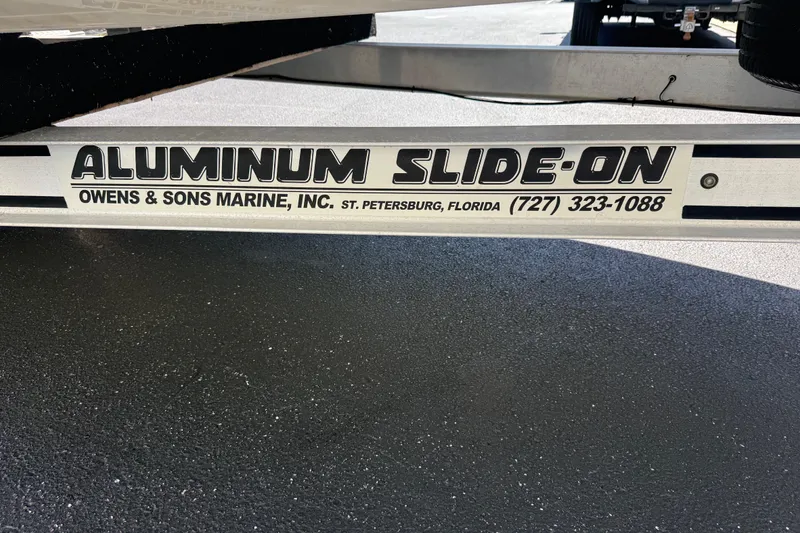 ALUMINUM SLIDE-ON
OWENS & SONS MARINE, INC. ST. PETERSBURG, FLORIDA (727) 323-1088